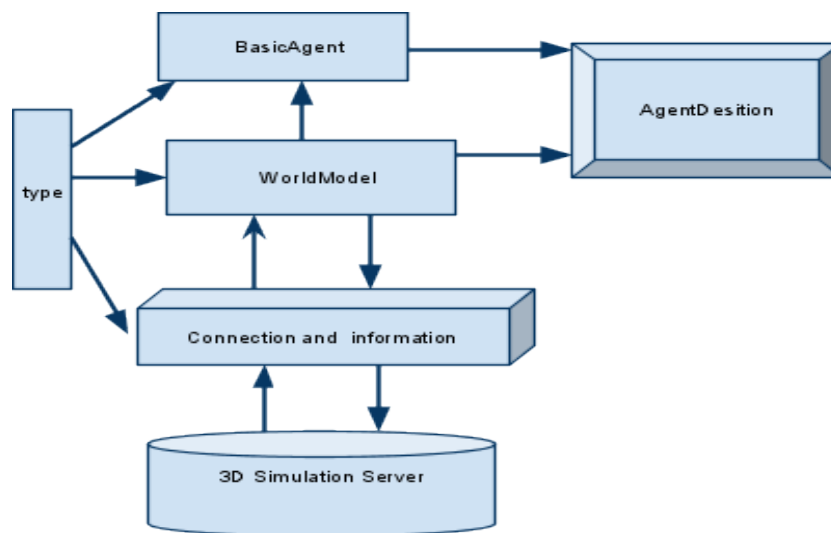 BasicAgent
AgentDesition
type
WorldModel
Connection and information
3D Simulation Server